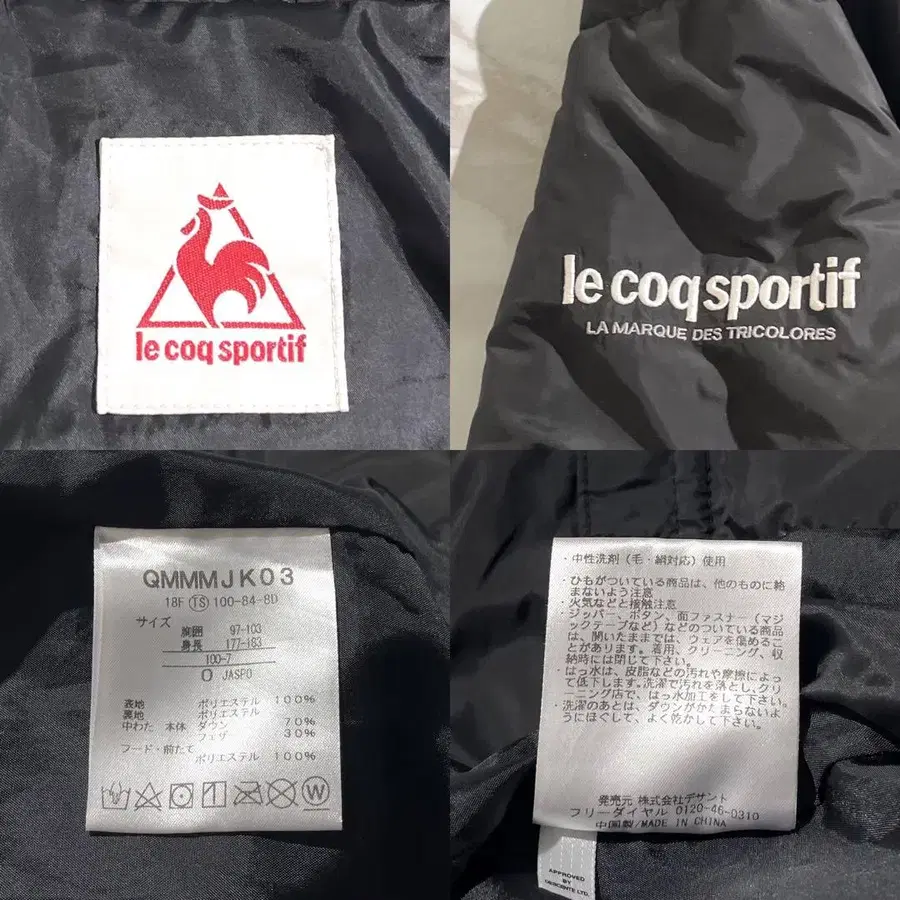 le coq sportif
le coq sportif
LA MARQUE DES TRICOLORES
QMMMJK03
18F TS 100-84-8D
サイズ
胸囲 97-103
身長 177-183
100-7
O JASPO
表地 ポリエステル 100%
裏地 ポリエステル 100%
中わた 本体 ダウン 70%
フェザー 30%
フード・前たて
ポリエステル 100%
W
・中性洗剤（毛・絹対応）使用
・ひもがついている商品は、他のものに絡
まないよう注意
・火気などと接触注意
・ジッパー、ボタン、面ファスナー（マジ
ックテープなど）などのついている商品
は、開いたままでは、ウェアを傷めるこ
とがあります。着用、クリーニング、収
納時には閉じて下さい。
・はっ水は、皮脂などの汚れや摩擦によっ
て低下します。洗濯で汚れを落とし、クリ
ーニング店で、はっ水加工をして下さい。
・洗濯のあとは、ダウンがかたまらないよ
うにほぐして、よく乾かして下さい。
発売元 株式会社デサント
フリーダイヤル 0120-46-0310
中国製/MADE IN CHINA
APPROVED
BY
DESCENTE LTD.